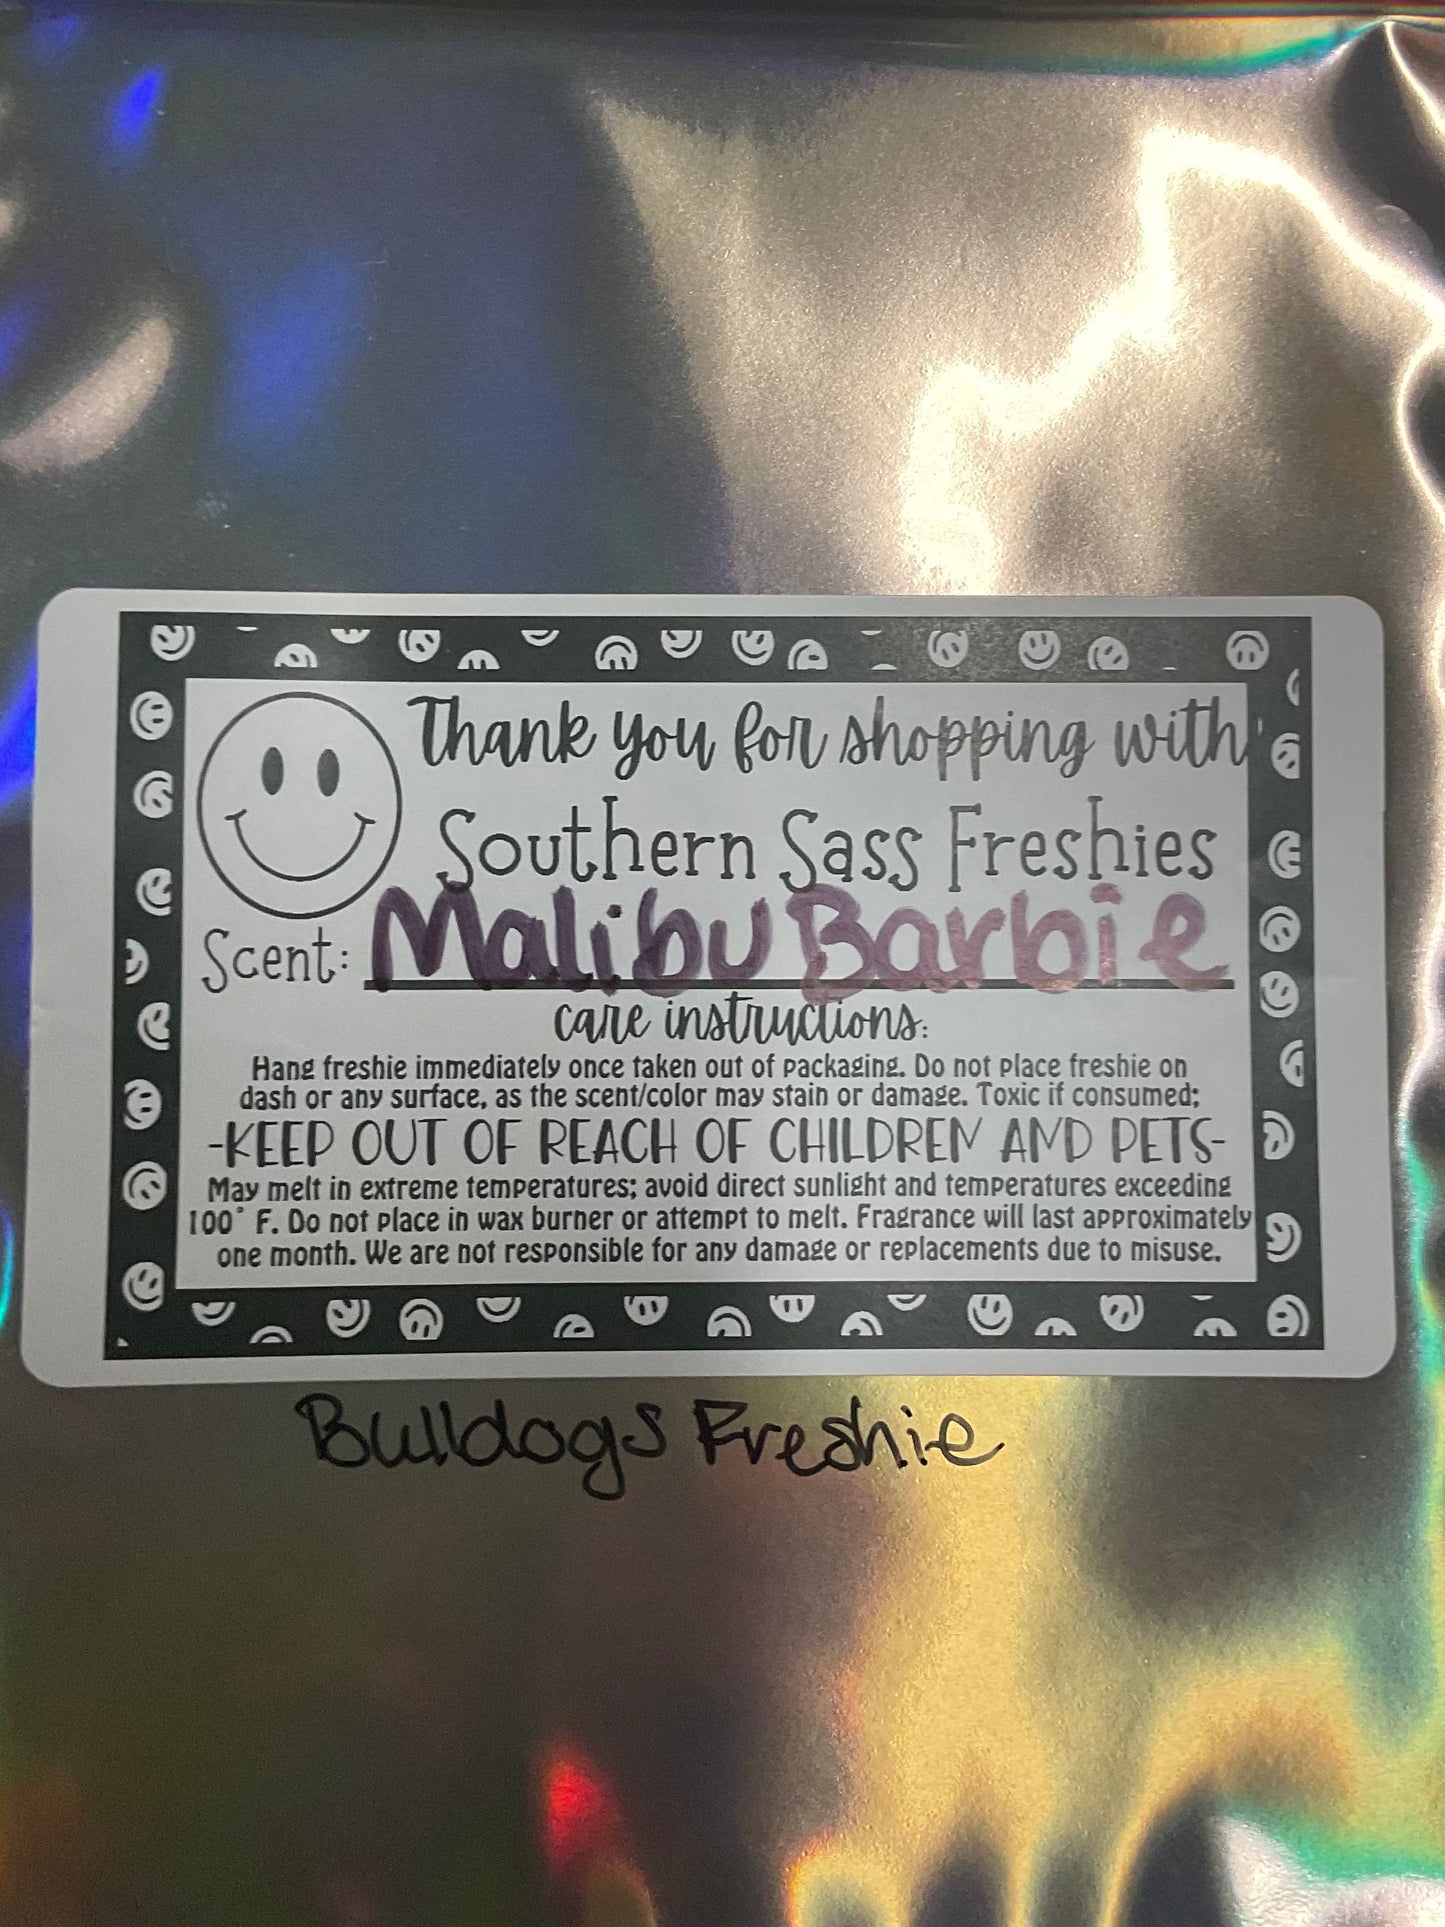 Thank you for shopping with
Southern Sass Freshies
Scent: Malibu Barbie
care instructions:
Hang freshie immediately once taken out of packaging. Do not place freshie on
dash or any surface, as the scent/color may stain or damage. Toxic if consumed;
-KEEP OUT OF REACH OF CHILDREN AND PETS-
May melt in extreme temperatures; avoid direct sunlight and temperatures exceeding
100° F. Do not place in wax burner or attempt to melt. Fragrance will last approximately
one month. We are not responsible for any damage or replacements due to misuse.
Bulldogs Freshie